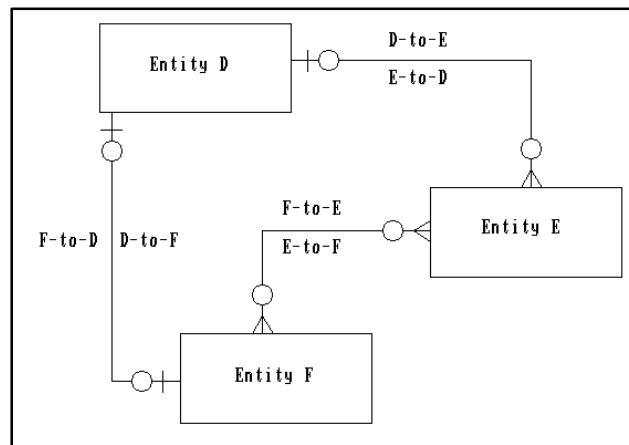 D-to-E
Entity D
E-to-D
F-to-E
Entity E
F-to-D D-to-F
E-to-F
Entity F